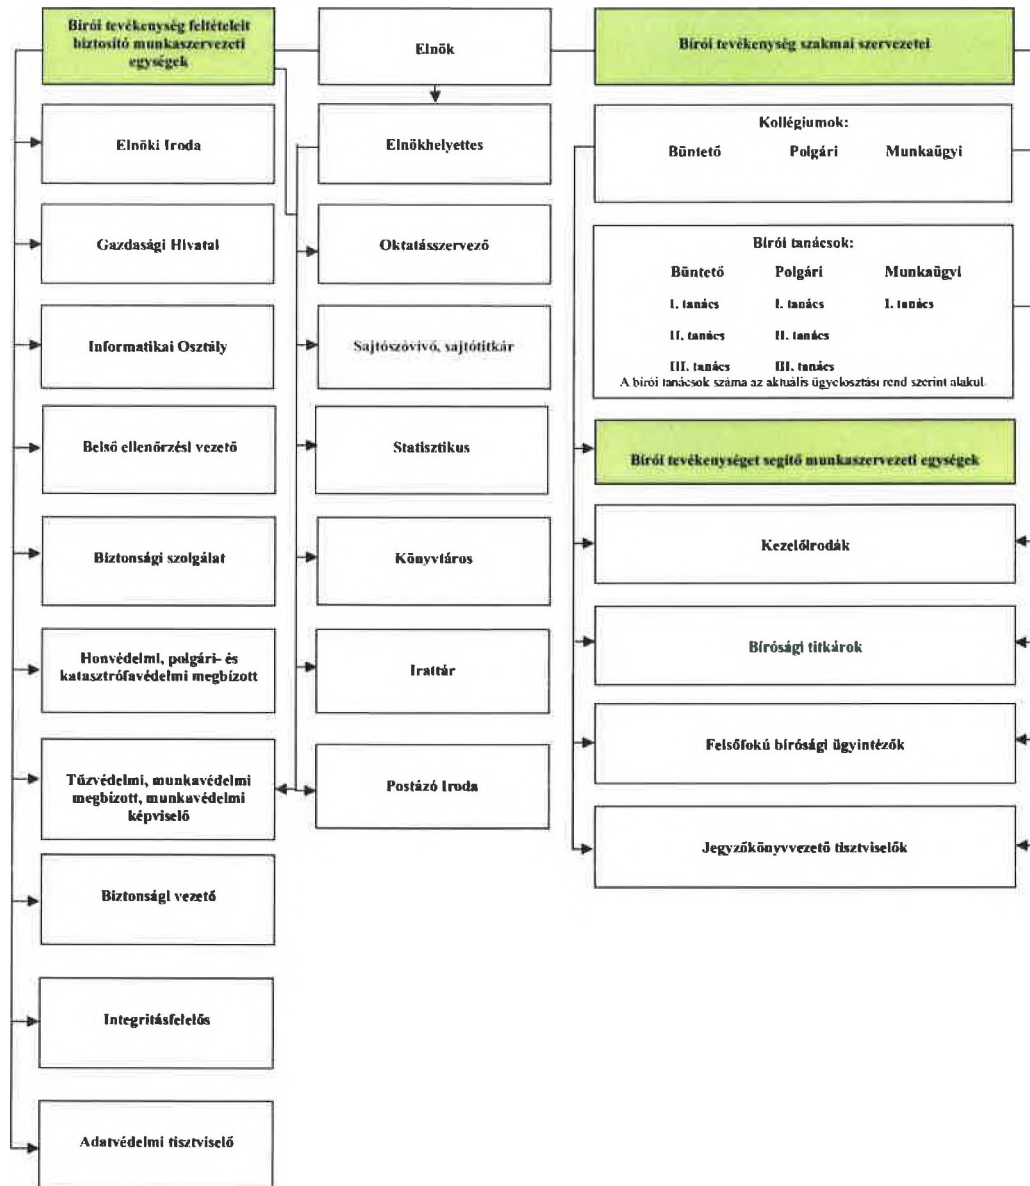 Bírói tevékenység feltételeit
biztosító munkaszervezeti
egységek
Elnöki Iroda
Gazdasági Hivatal
Informatikai Osztály
Belső ellenőrzési vezető
Biztonsági szolgálat
Honvédelmi, polgári- és
katasztrófavédelmi megbízott
Tűzvédelmi, munkavédelmi
megbízott, munkavédelmi
képviselő
Biztonsági vezető
Integritásfelelős
Adatvédelmi tisztviselő
Elnök
Elnökhelyettes
Oktatásszervező
Sajtószóvivő, sajtótitkár
Statisztikus
Könyvtáros
Irattár
Postázó Iroda
Bírói tevékenység szakmai szervezetei
Kollégiumok:
Büntető Polgári Munkaügyi
Bírói tanácsok:
Büntető Polgári Munkaügyi
I. tanács I. tanács I. tanács
II. tanács II. tanács
III. tanács III. tanács
A bírói tanácsok száma az aktuális ügyelosztási rend szerint alakul.
Bírói tevékenységet segítő munkaszervezeti egységek
Kezelőirodák
Bírósági titkárok
Felsőfokú bírósági ügyintézők
Jegyzőkönyvvezető tisztviselők